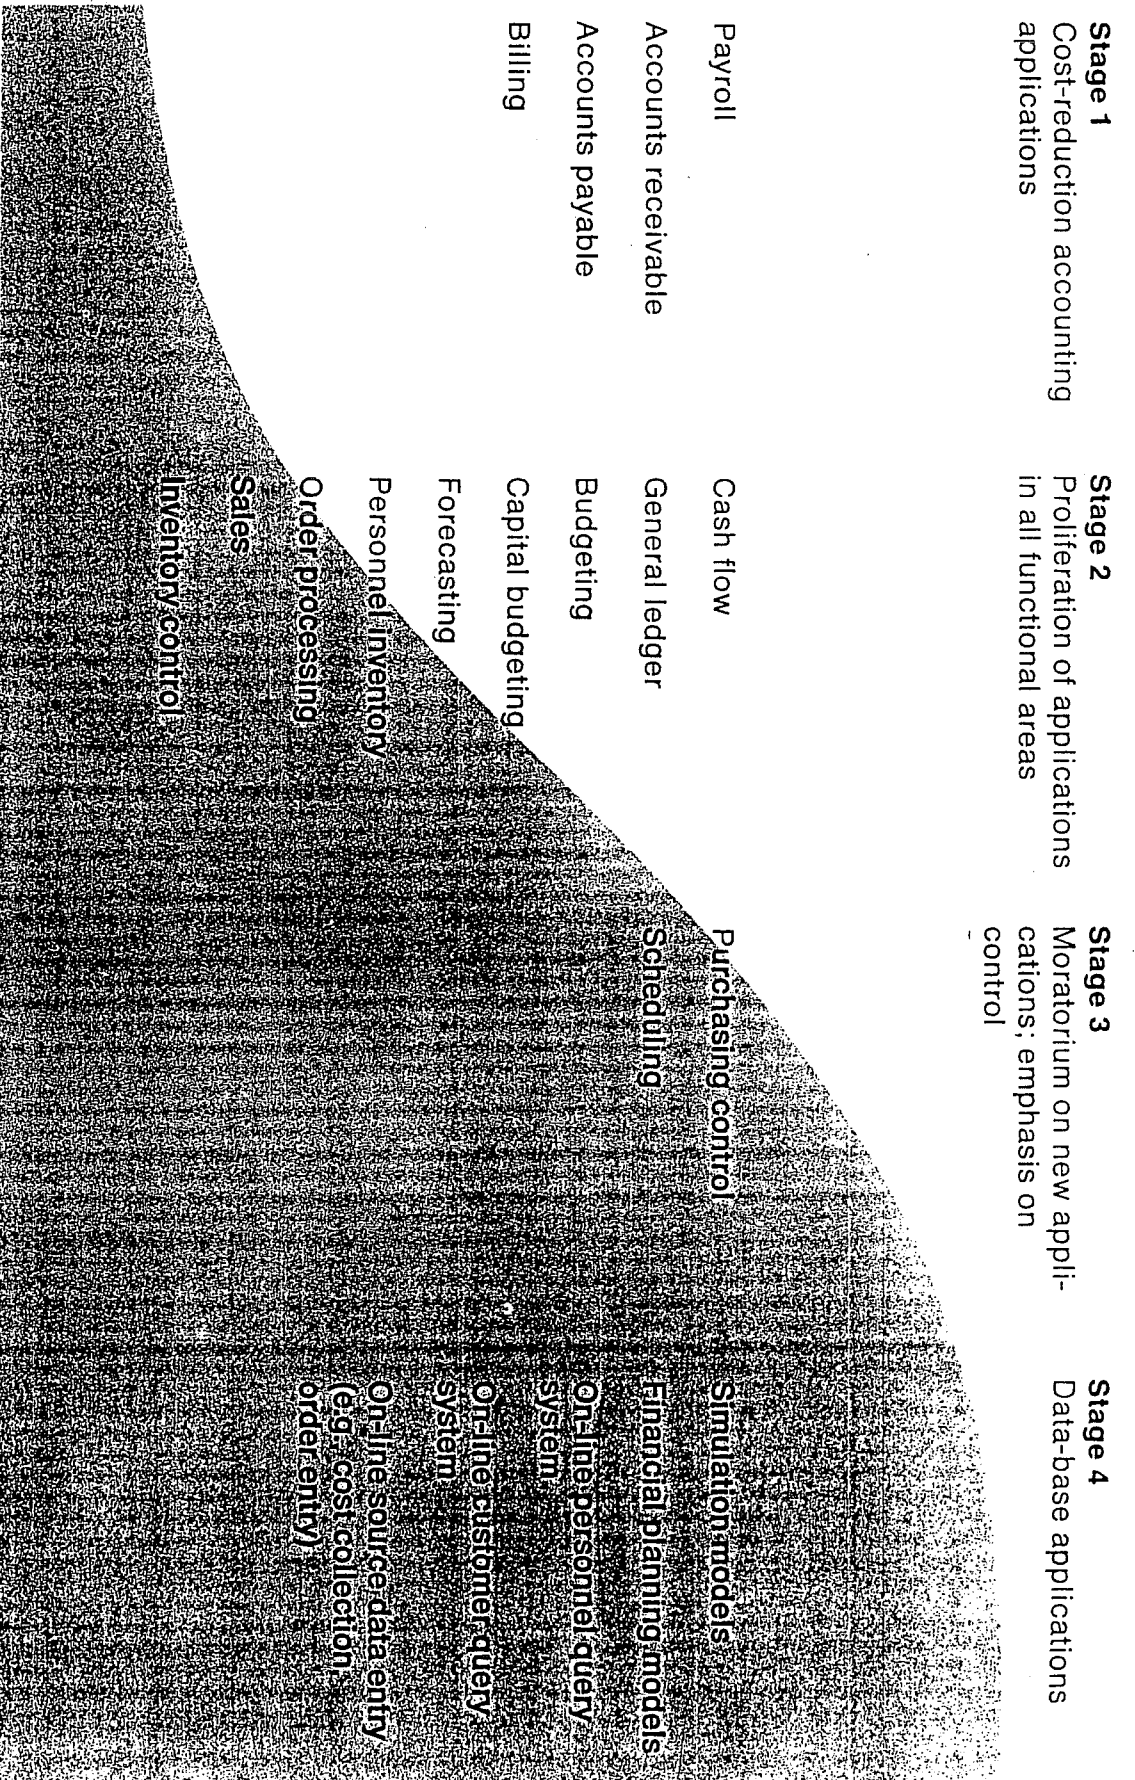 Stage 1
Cost-reduction accounting
applications
Payroll
Accounts receivable
Accounts payable
Billing
Stage 2
Proliferation of applications
in all functional areas
Cash flow
General ledger
Budgeting
Capital budgeting
Forecasting
Personnel inventory
Order processing
Sales
Inventory control
Stage 3
Moratorium on new appli-
cations; emphasis on
control
Purchasing control
Scheduling
Stage 4
Data-base applications
Simulation models
Financial planning models
On-line personnel query
system
On-line customer query
system
On-line source data entry
(e.g. cost collection,
order entry)